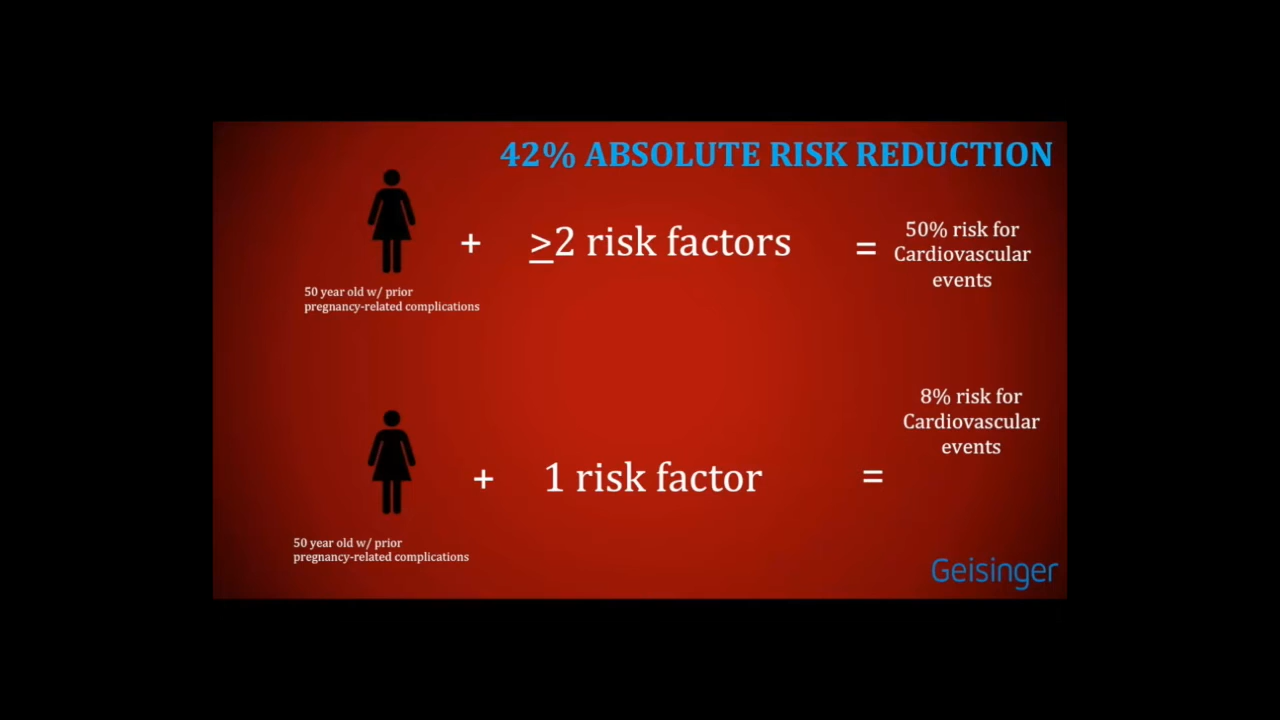 42% ABSOLUTE RISK REDUCTION
+ ≥2 risk factors =
50% risk for
Cardiovascular
events
50 year old w/ prior
pregnancy-related complications
8% risk for
Cardiovascular
events
+ 1 risk factor =
50 year old w/ prior
pregnancy-related complications
Geisinger